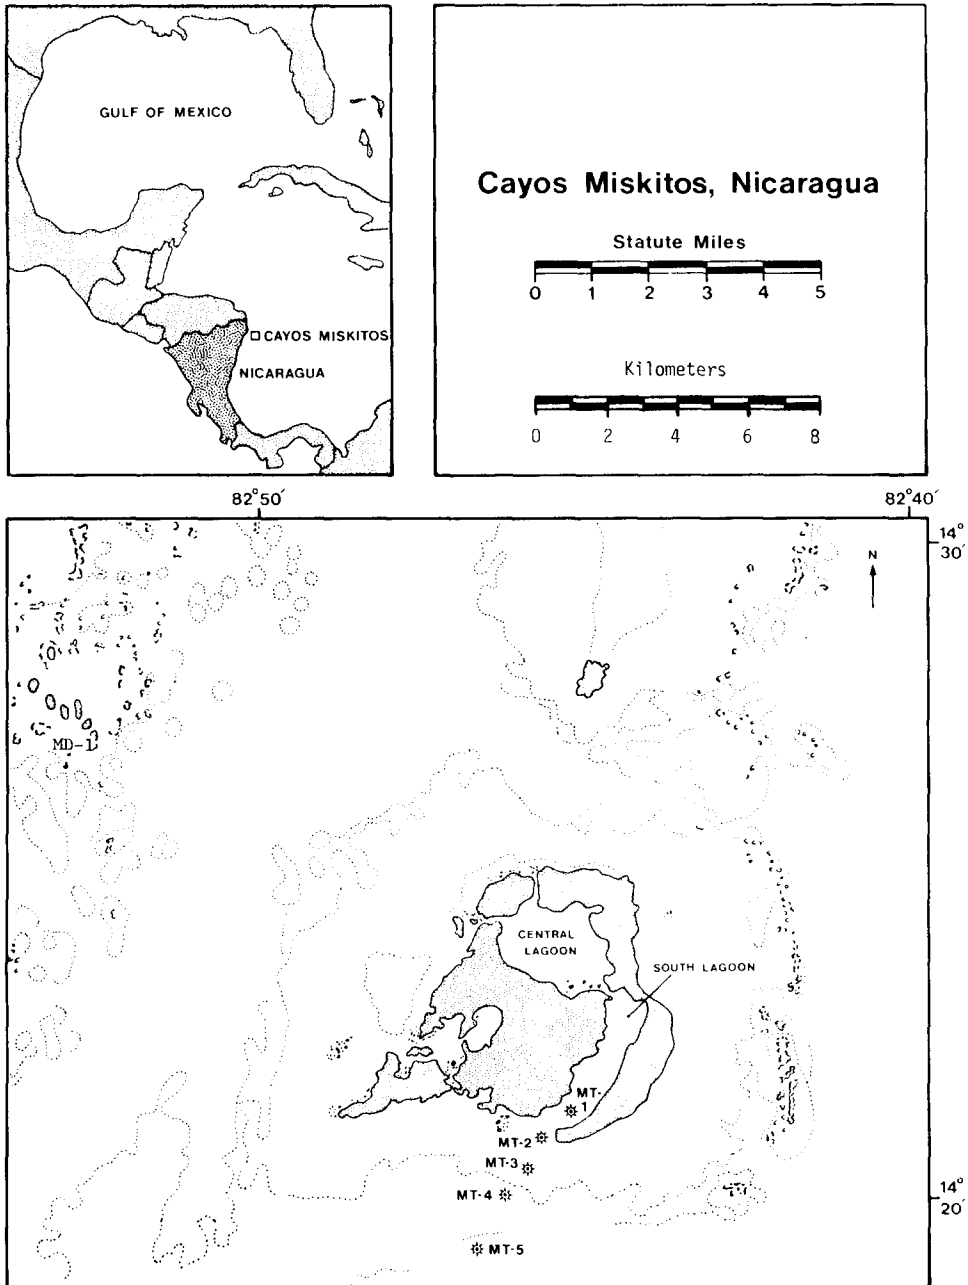 GULF OF MEXICO
CAYOS MISKITOS
NICARAGUA
Cayos Miskitos, Nicaragua
Statute Miles
0 1 2 3 4 5
Kilometers
0 2 4 6 8
82°50′ 82°40′
14°
30′
N
MD-1
CENTRAL
LAGOON
SOUTH LAGOON
MT-
1
MT-2
MT-3
MT-4
14°
20′
MT-5